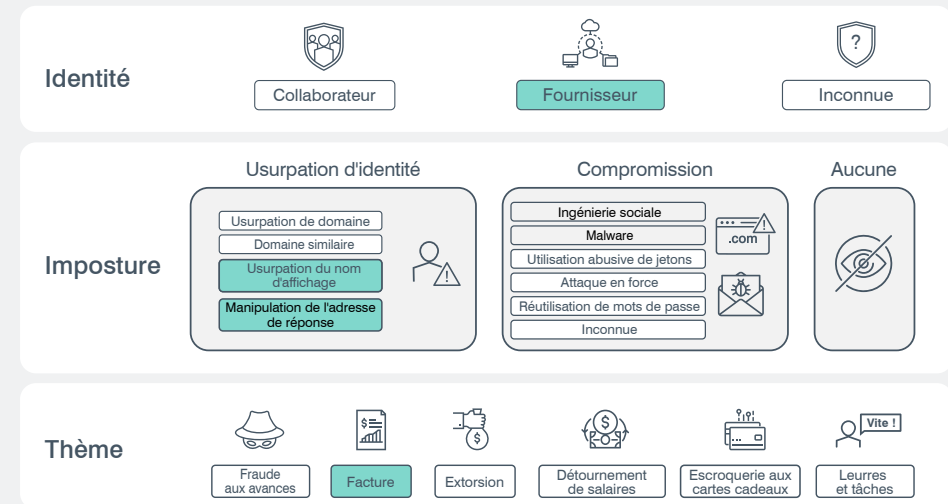 Identité
Collaborateur
Fournisseur
?
Inconnue
Usurpation d'identité
Compromission
Aucune
Imposture
Usurpation de domaine
Domaine similaire
Usurpation du nom
d'affichage
Manipulation de l'adresse
de réponse
Ingénierie sociale
Malware
Utilisation abusive de jetons
Attaque en force
Réutilisation de mots de passe
Inconnue
.com
Thème
$
$
$
Vite !
Fraude
aux avances
Facture
Extorsion
Détournement
de salaires
Escroquerie aux
cartes cadeaux
Leurres
et tâches